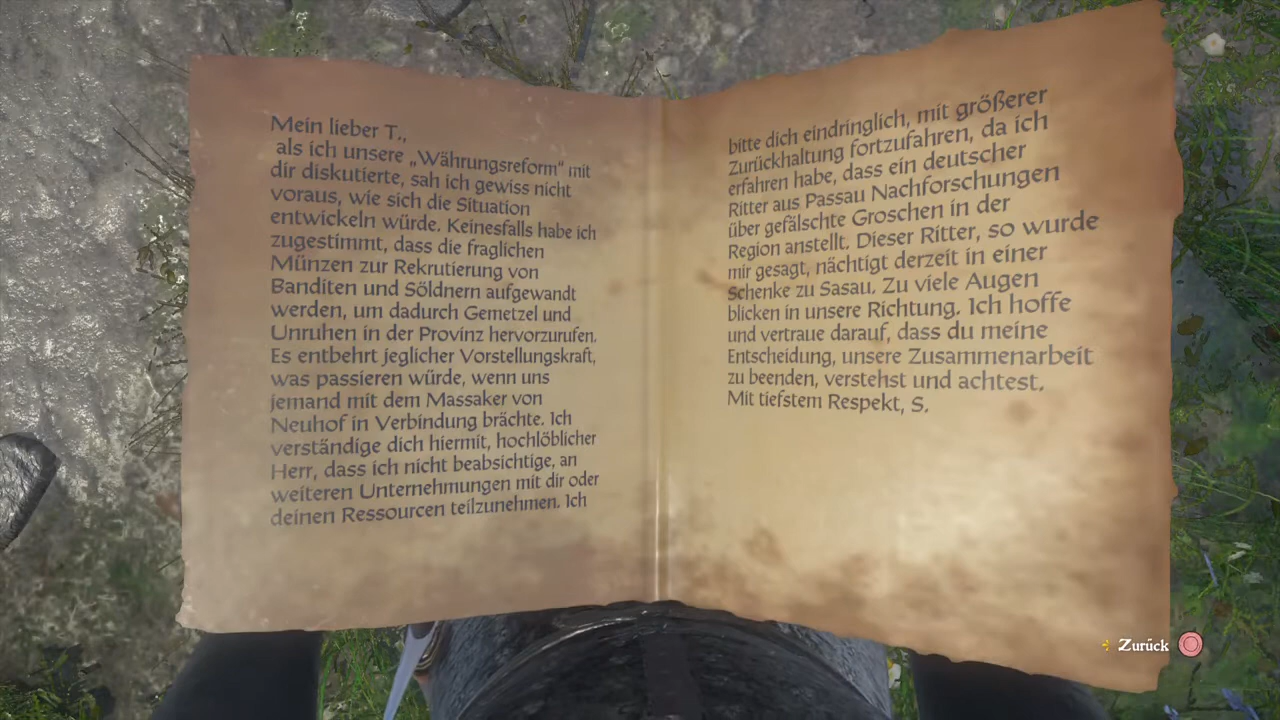 Mein lieber T.,
als ich unsere „Währungsreform“ mit
dir diskutierte, sah ich gewiss nicht
voraus, wie sich die Situation
entwickeln würde. Keinesfalls habe ich
zugestimmt, dass die fraglichen
Münzen zur Rekrutierung von
Banditen und Söldnern aufgewandt
werden, um dadurch Gemetzel und
Unruhen in der Provinz hervorzurufen.
Es entbehrt jeglicher Vorstellungskraft,
was passieren würde, wenn uns
jemand mit dem Massaker von
Neuhof in Verbindung brächte. Ich
verständige dich hiermit, hochlöblicher
Herr, dass ich nicht beabsichtige, an
weiteren Unternehmungen mit dir oder
deinen Ressourcen teilzunehmen. Ich
bitte dich eindringlich, mit größerer
Zurückhaltung fortzufahren, da ich
erfahren habe, dass ein deutscher
Ritter aus Passau Nachforschungen
über gefälschte Groschen in der
Region anstellt. Dieser Ritter, so wurde
mir gesagt, nächtigt derzeit in einer
Schenke zu Sasau. Zu viele Augen
blicken in unsere Richtung. Ich hoffe
und vertraue darauf, dass du meine
Entscheidung, unsere Zusammenarbeit
zu beenden, verstehst und achtest.
Mit tiefstem Respekt, S.
Zurück